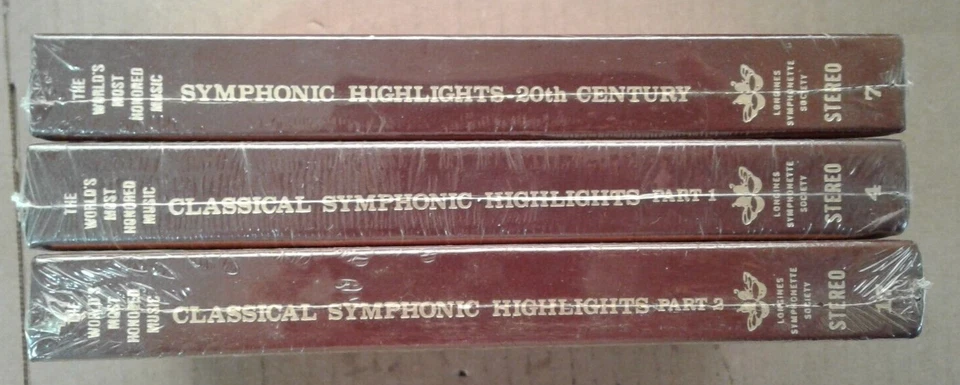 THE
WORLD'S
MOST
HONORED
MUSIC
SYMPHONIC HIGHLIGHTS-20th CENTURY
LONGINES
SYMPHONETTE
SOCIETY
STEREO
7
THE
WORLD'S
MOST
HONORED
MUSIC
CLASSICAL SYMPHONIC HIGHLIGHTS PART 1
LONGINES
SYMPHONETTE
SOCIETY
STEREO
4
THE
WORLD'S
MOST
HONORED
MUSIC
CLASSICAL SYMPHONIC HIGHLIGHTS PART 2
LONGINES
SYMPHONETTE
SOCIETY
STEREO